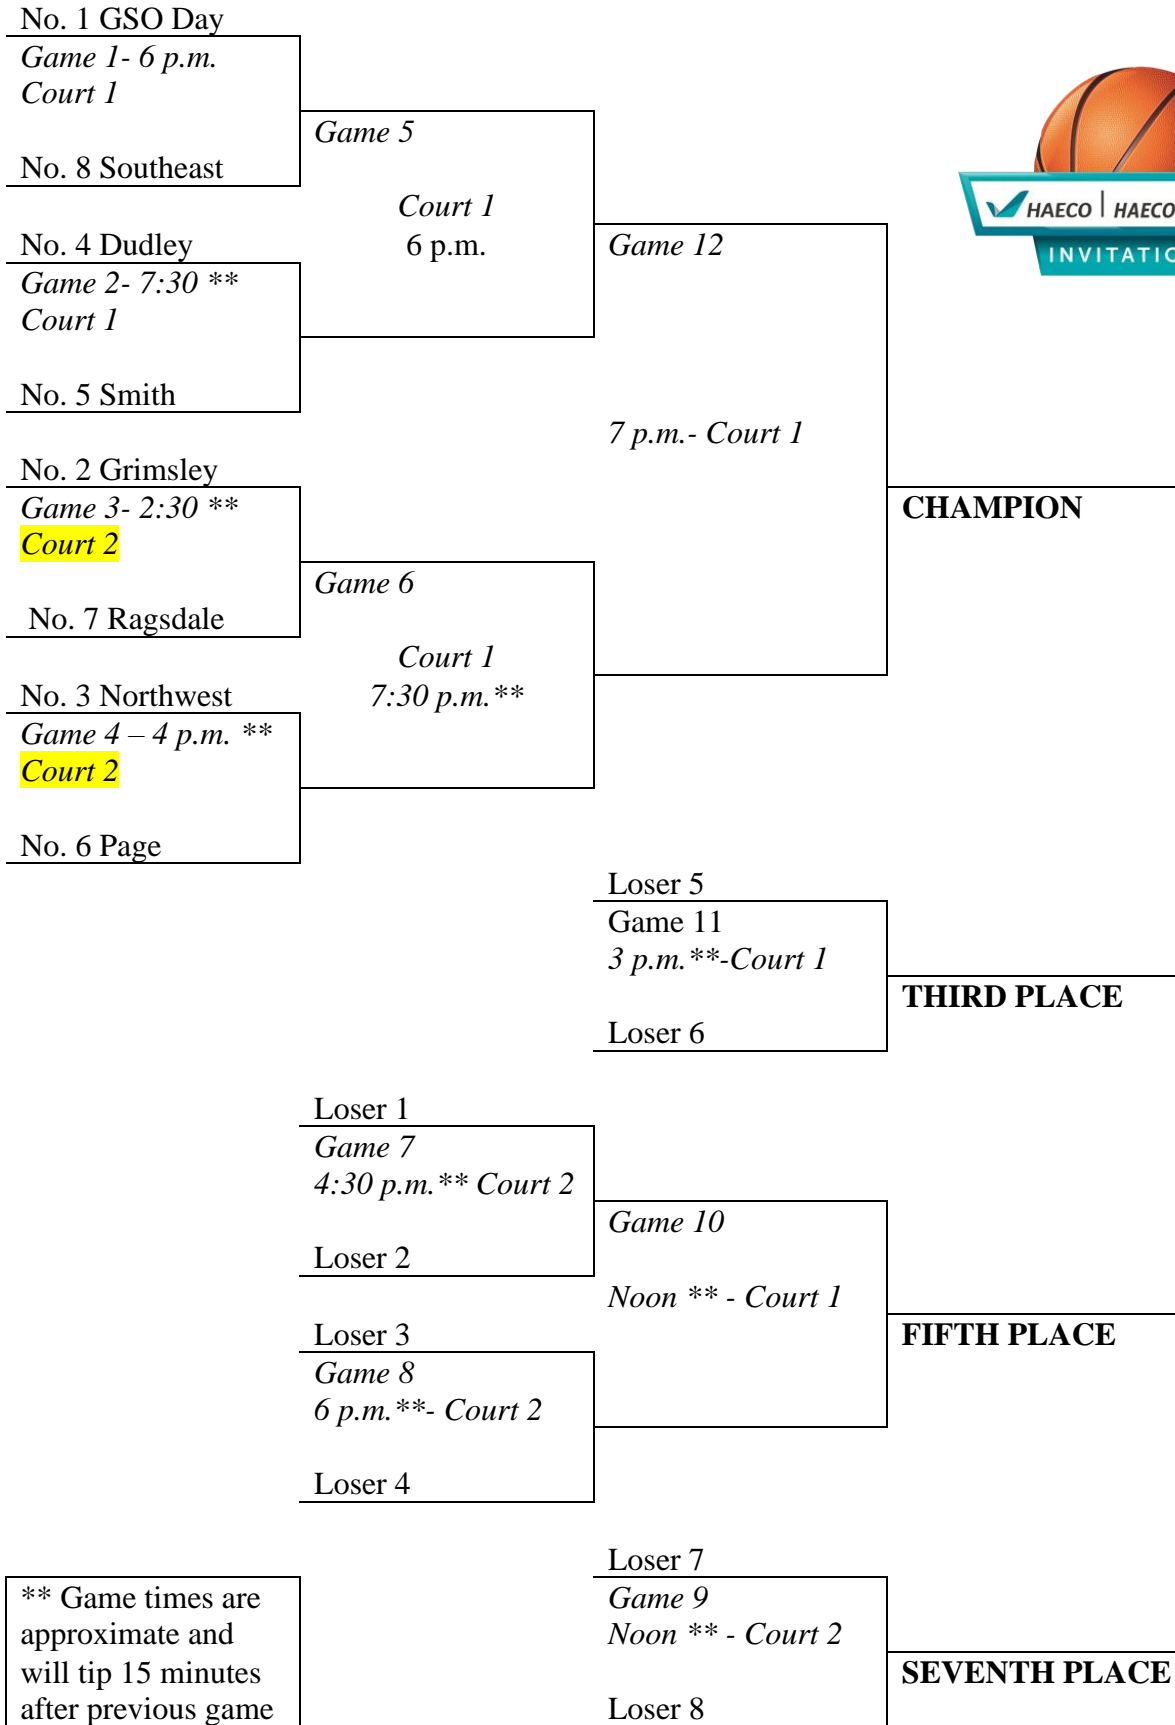 No. 1 GSO Day
Game 1- 6 p.m.
Court 1
No. 8 Southeast
Game 5
Court 1
6 p.m.
No. 4 Dudley
Game 2- 7:30 **
Court 1
No. 5 Smith
Game 12
7 p.m.- Court 1
CHAMPION
No. 2 Grimsley
Game 3- 2:30 **
Court 2
No. 7 Ragsdale
Game 6
Court 1
7:30 p.m.**
No. 3 Northwest
Game 4 – 4 p.m. **
Court 2
No. 6 Page
HAECO | HAECO
Loser 5
Game 11
3 p.m.**-Court 1
Loser 6
THIRD PLACE
Loser 1
Game 7
4:30 p.m.** Court 2
Loser 2
Game 10
Noon ** - Court 1
FIFTH PLACE
Loser 3
Game 8
6 p.m.**- Court 2
Loser 4
Loser 7
Game 9
Noon ** - Court 2
Loser 8
SEVENTH PLACE
** Game times are
approximate and
will tip 15 minutes
after previous game